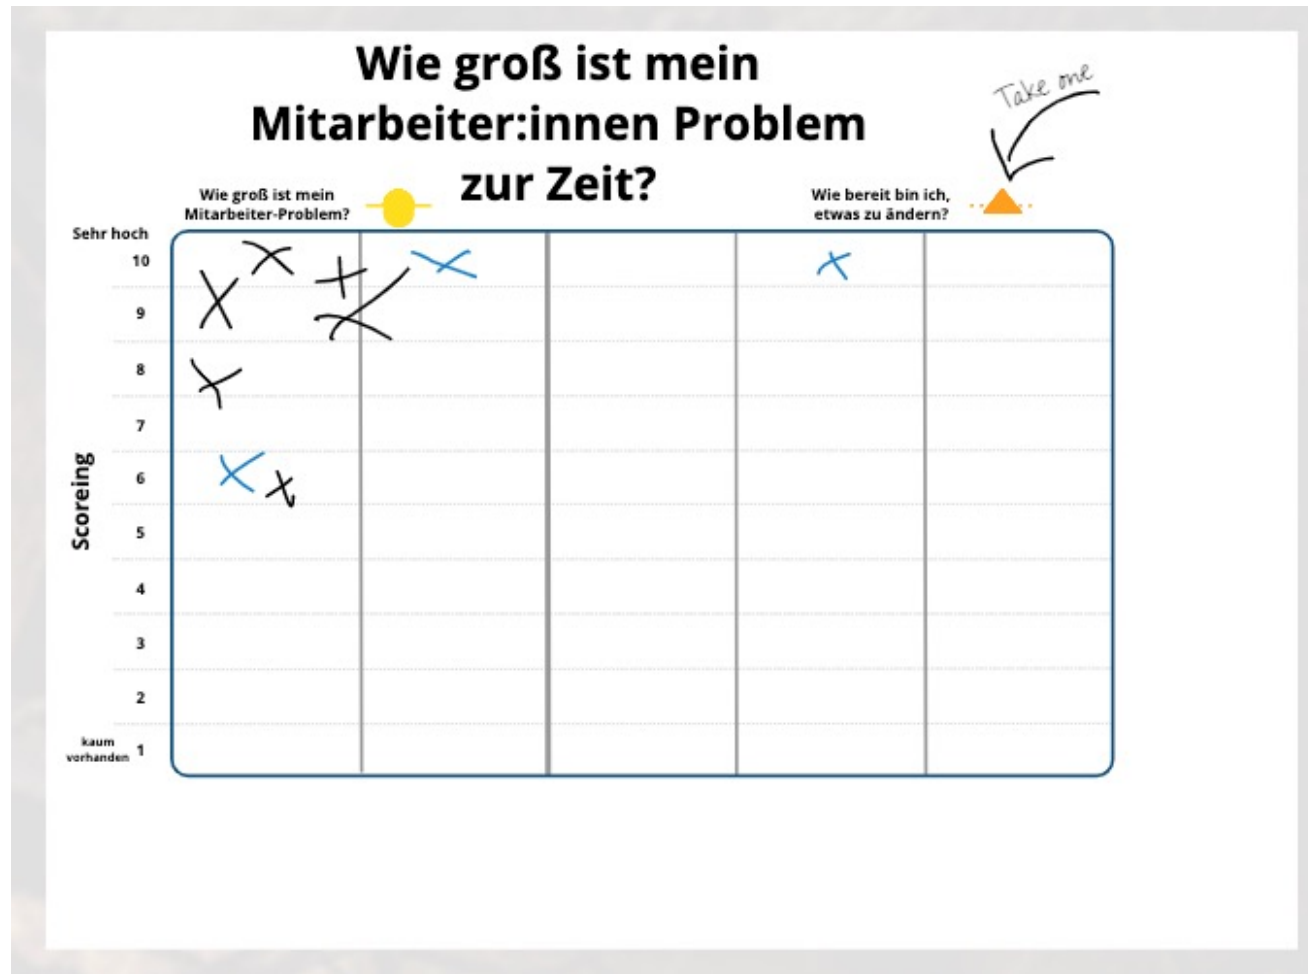 Wie groß ist mein
Mitarbeiter:innen Problem
zur Zeit?
Take one
Wie groß ist mein
Mitarbeiter-Problem?
Wie bereit bin ich,
etwas zu ändern?
Sehr hoch
10
9
8
7
6
5
4
3
2
1
kaum
vorhanden
Scoreing